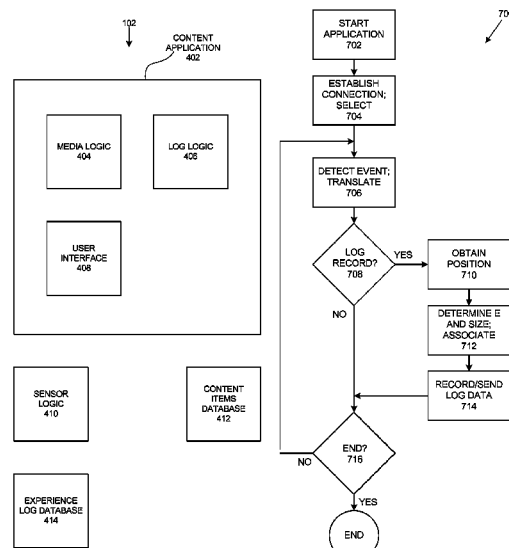 102
CONTENT
APPLICATION
402
MEDIA LOGIC
404
LOG LOGIC
406
USER
INTERFACE
408
SENSOR
LOGIC
410
CONTENT
ITEMS
DATABASE
412
EXPERIENCE
LOG DATABASE
414
START
APPLICATION
702
ESTABLISH
CONNECTION;
SELECT
704
DETECT EVENT;
TRANSLATE
706
LOG
RECORD?
708
YES
NO
OBTAIN
POSITION
710
DETERMINE E
AND SIZE;
ASSOCIATE
712
RECORD/SEND
LOG DATA
714
END?
716
NO
YES
END